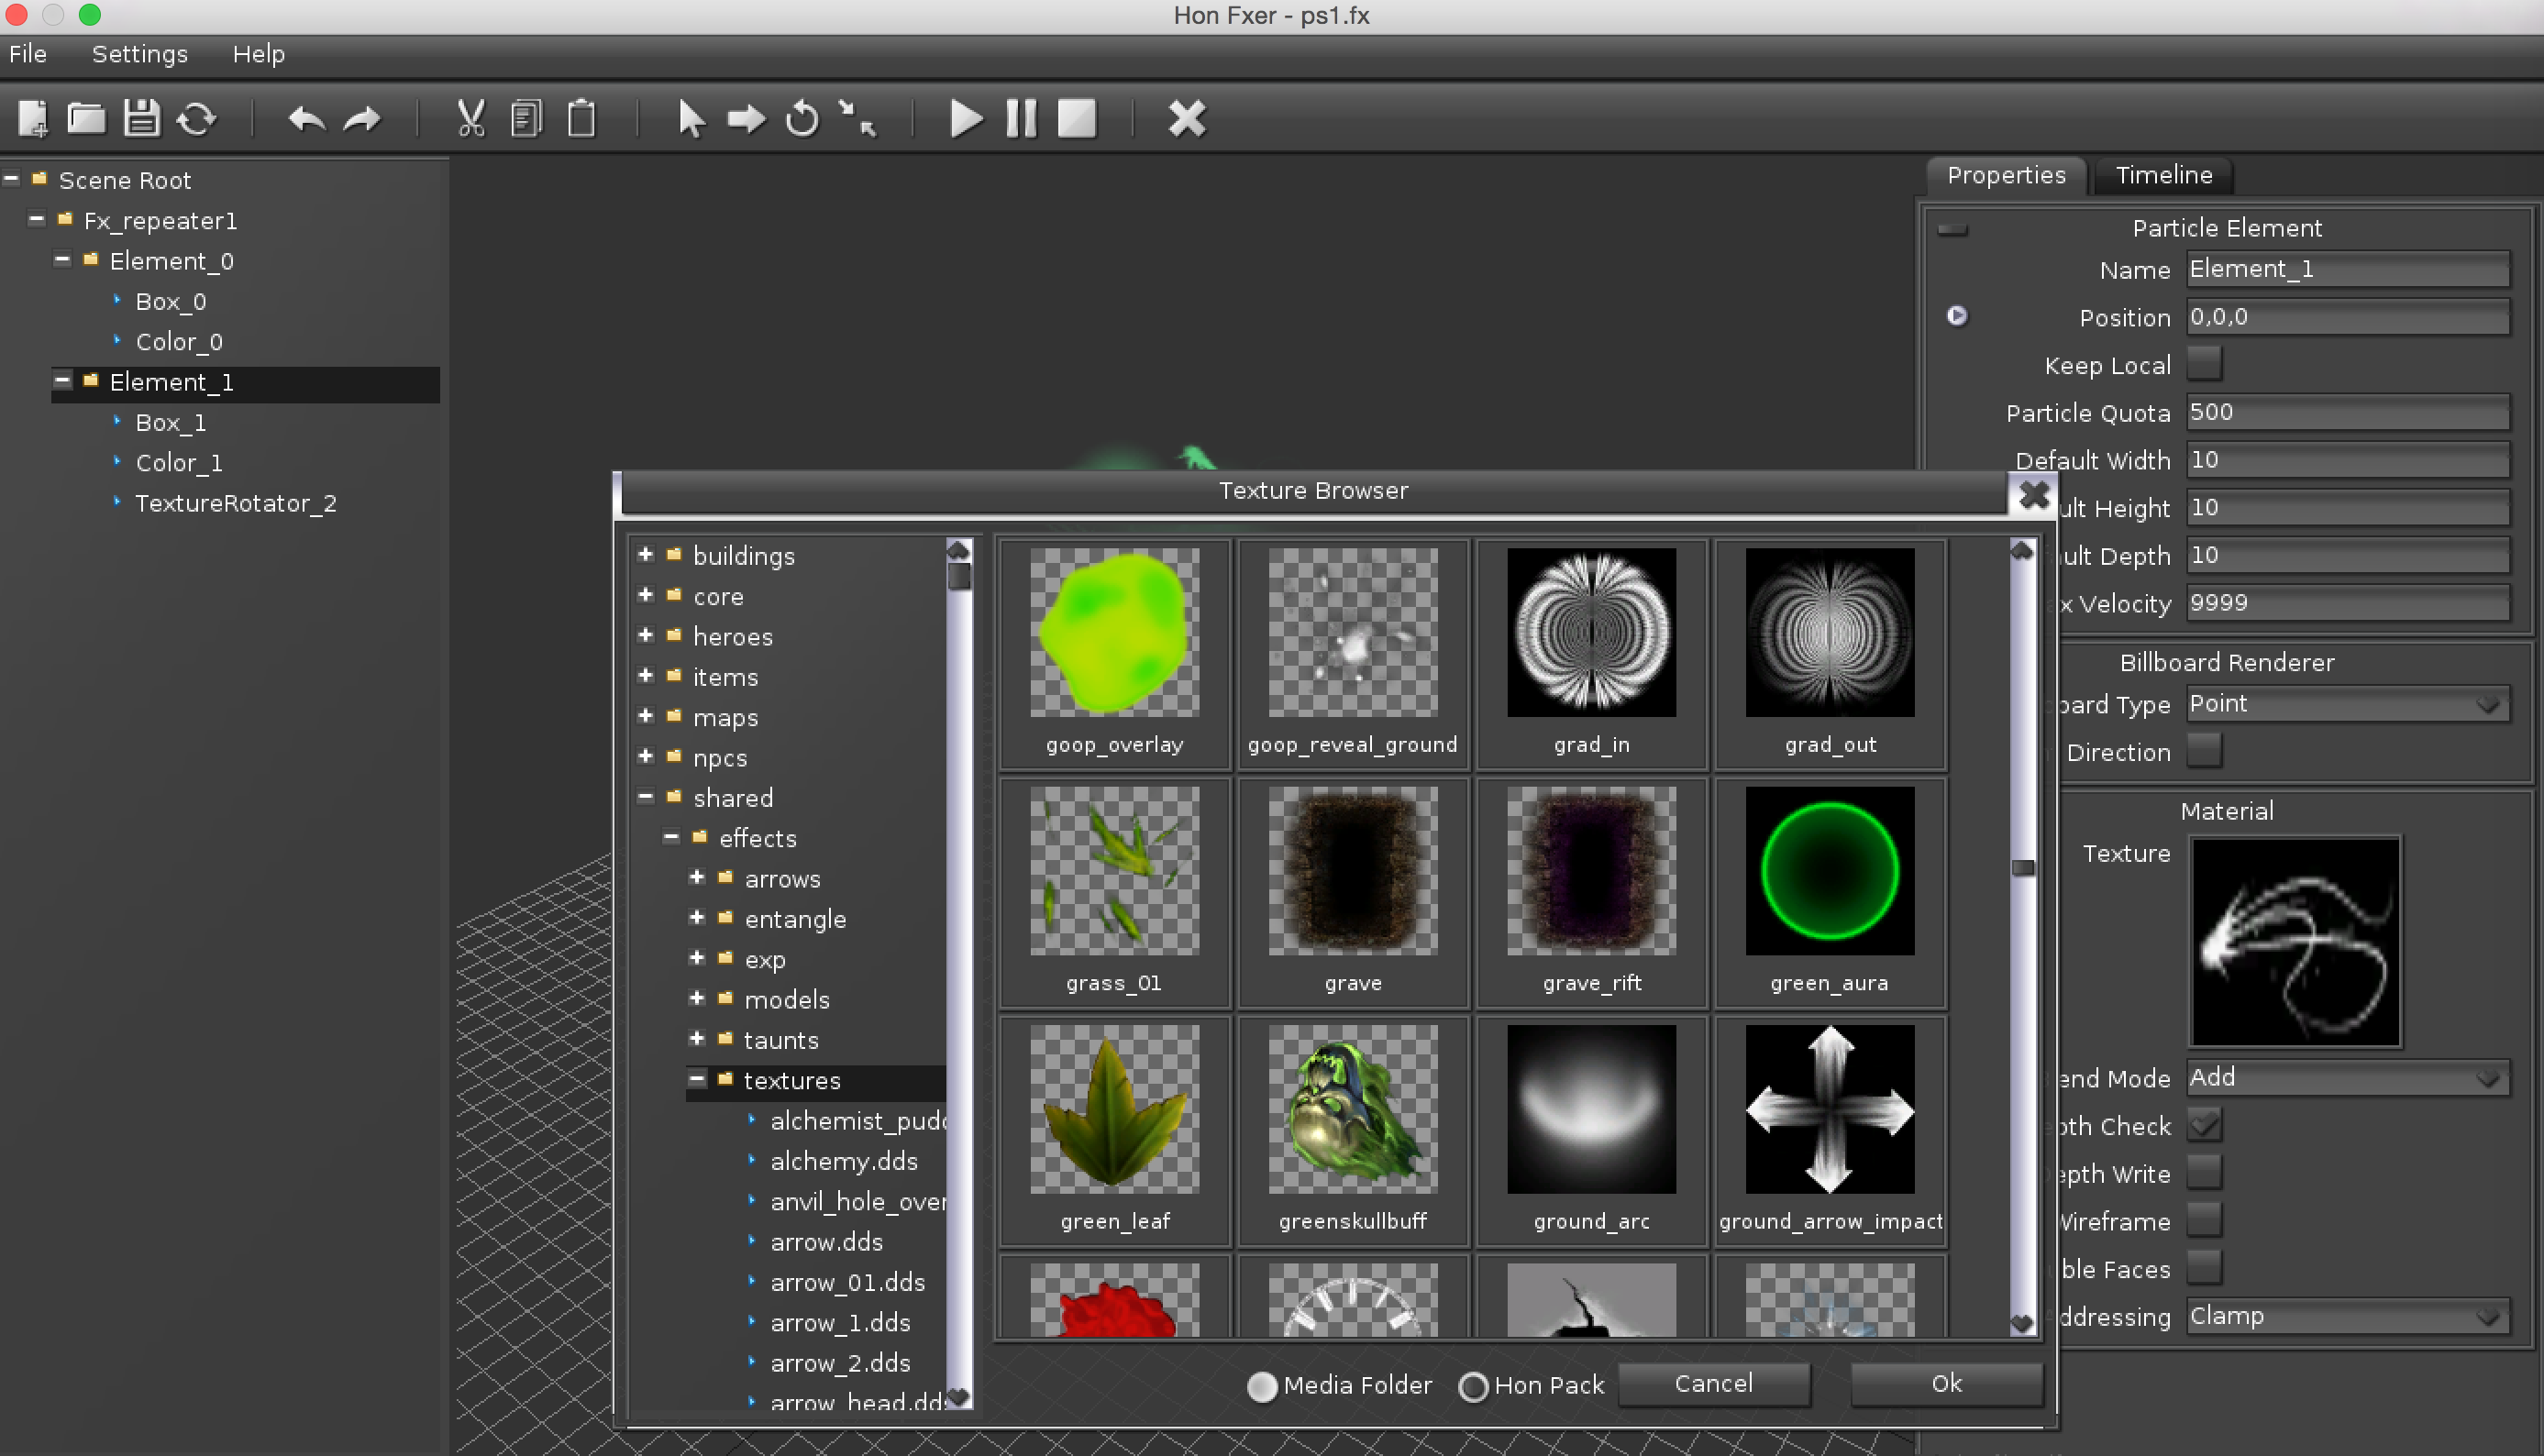 Hon Fxer - ps1.fx
File Settings Help
Scene Root
Fx_repeater1
Element_0
Box_0
Color_0
Element_1
Box_1
Color_1
TextureRotator_2
Properties Timeline
Particle Element
Name Element_1
Position 0,0,0
Keep Local
Particle Quota 500
Default Width 10
ult Height 10
ult Depth 10
x Velocity 9999
Billboard Renderer
oard Type Point
Direction
Material
Texture
end Mode Add
pth Check
epth Write
Wireframe
ble Faces
ddressing Clamp
Texture Browser
buildings
core
heroes
items
maps
npcs
shared
effects
arrows
entangle
exp
models
taunts
textures
alchemist_pudd
alchemy.dds
anvil_hole_over
arrow.dds
arrow_01.dds
arrow_1.dds
arrow_2.dds
arrow_head.dds
goop_overlay goop_reveal_ground grad_in grad_out
grass_01 grave grave_rift green_aura
green_leaf greenskullbuff ground_arc ground_arrow_impact
Media Folder Hon Pack Cancel Ok